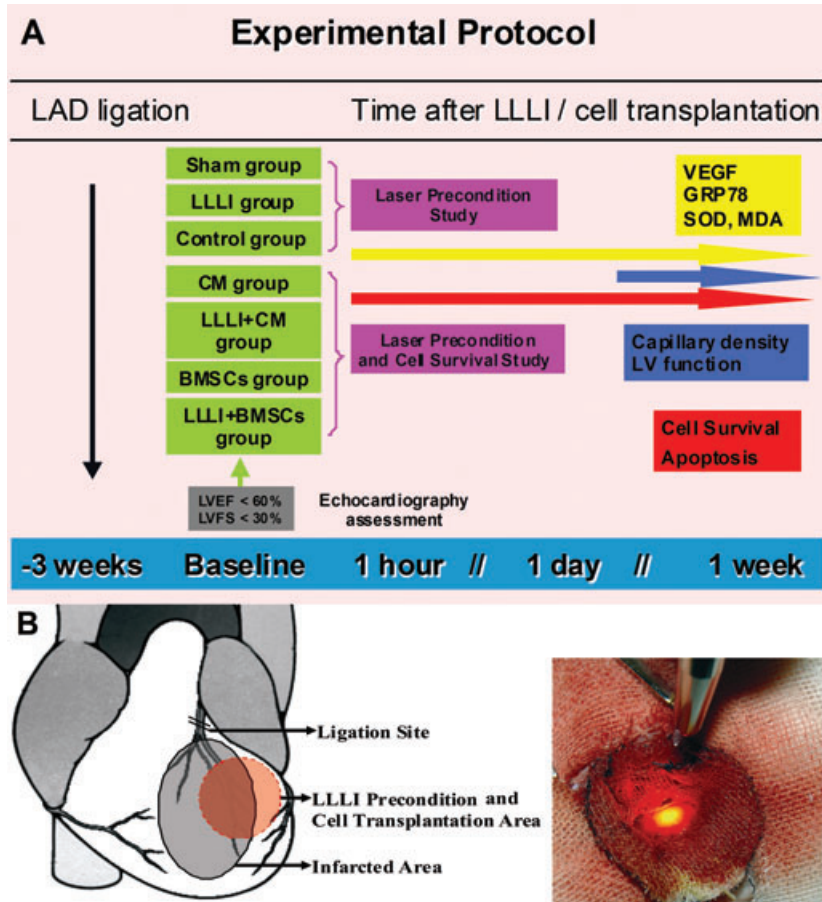 A
Experimental Protocol
LAD ligation
Time after LLLI / cell transplantation
Sham group
LLLI group
Control group
CM group
LLLI+CM
group
BMSCs group
LLLI+BMSCs
group
Laser Precondition
Study
Laser Precondition
and Cell Survival Study
VEGF
GRP78
SOD, MDA
Capillary density
LV function
Cell Survival
Apoptosis
LVEF < 60%
LVFS < 30%
Echocardiography
assessment
-3 weeks Baseline 1 hour // 1 day // 1 week
B
Ligation Site
LLLI Precondition and
Cell Transplantation Area
Infarcted Area